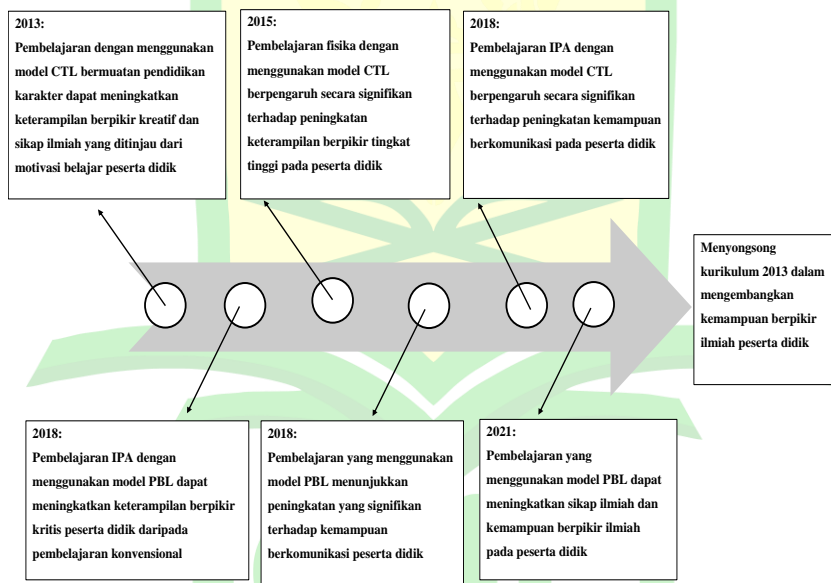 2013:
Pembelajaran dengan menggunakan
model CTL bermuatan pendidikan
karakter dapat meningkatkan
keterampilan berpikir kreatif dan
sikap ilmiah yang ditinjau dari
motivasi belajar peserta didik
2015:
Pembelajaran fisika dengan
menggunakan model CTL
berpengaruh secara signifikan
terhadap peningkatan
keterampilan berpikir tingkat
tinggi pada peserta didik
2018:
Pembelajaran IPA dengan
menggunakan model CTL
berpengaruh secara signifikan
terhadap peningkatan kemampuan
berkomunikasi pada peserta didik
Menyongsong
kurikulum 2013 dalam
mengembangkan
kemampuan berpikir
ilmiah peserta didik
2018:
Pembelajaran IPA dengan
menggunakan model PBL dapat
meningkatkan keterampilan berpikir
kritis peserta didik daripada
pembelajaran konvensional
2018:
Pembelajaran yang menggunakan
model PBL menunjukkan
peningkatan yang signifikan
terhadap kemampuan
berkomunikasi peserta didik
2021:
Pembelajaran yang
menggunakan model PBL dapat
meningkatkan sikap ilmiah dan
kemampuan berpikir ilmiah
pada peserta didik